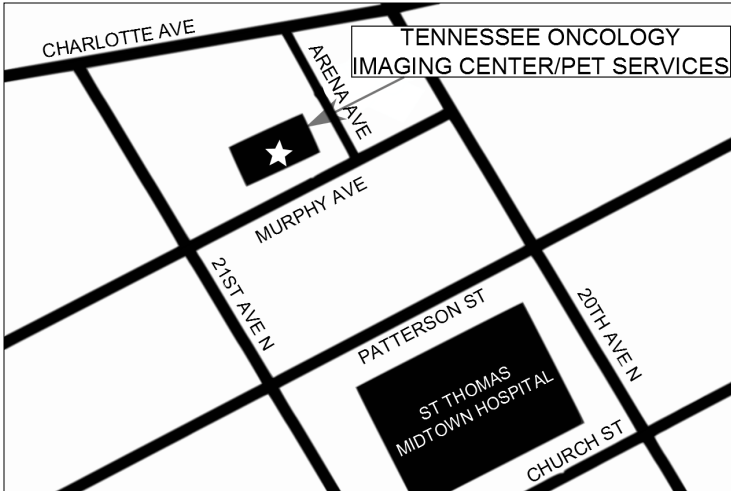 CHARLOTTE AVE
TENNESSEE ONCOLOGY
IMAGING CENTER/PET SERVICES
ARENA AVE
MURPHY AVE
21ST AVE N
PATTERSON ST
20TH AVE N
ST THOMAS
MIDTOWN HOSPITAL
CHURCH ST